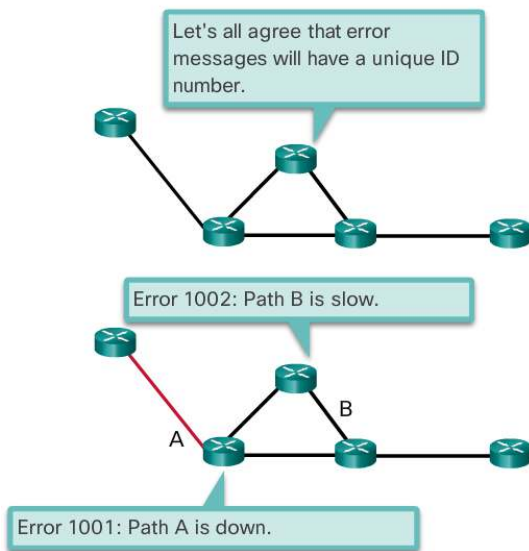 Let's all agree that error
messages will have a unique ID
number.
Error 1002: Path B is slow.
B
A
Error 1001: Path A is down.